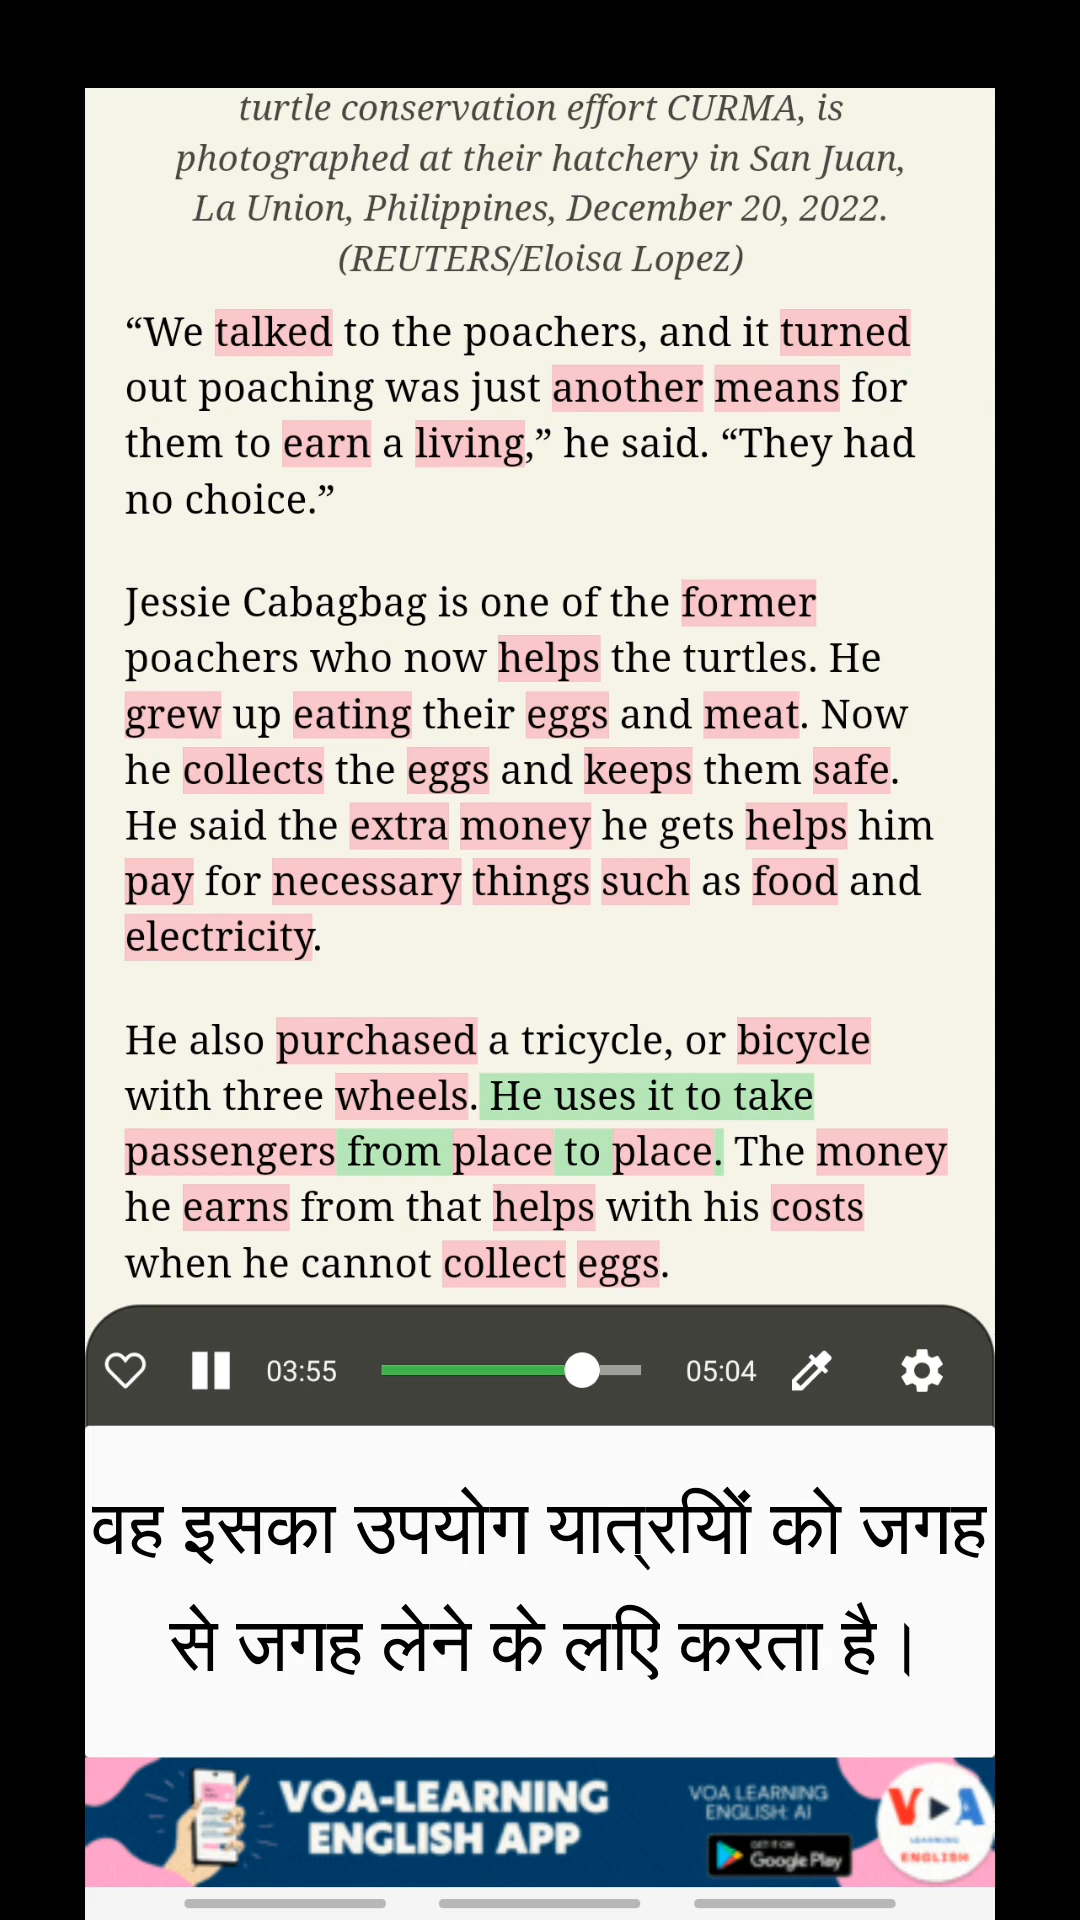 turtle conservation effort CURMA, is
photographed at their hatchery in San Juan,
La Union, Philippines, December 20, 2022.
(REUTERS/Eloisa Lopez)
“We talked to the poachers, and it turned
out poaching was just another means for
them to earn a living,” he said. “They had
no choice.”
Jessie Cabagbag is one of the former
poachers who now helps the turtles. He
grew up eating their eggs and meat. Now
he collects the eggs and keeps them safe.
He said the extra money he gets helps him
pay for necessary things such as food and
electricity.
He also purchased a tricycle, or bicycle
with three wheels. He uses it to take
passengers from place to place. The money
he earns from that helps with his costs
when he cannot collect eggs.
03:55 05:04
वह इसका उपयोग यात्रियों को जगह
से जगह लेने के लिए करता है।
VOA-LEARNING
ENGLISH APP
VOA LEARNING
ENGLISH: AI
GET IT ON
Google Play
VOA
LEARNING
ENGLISH